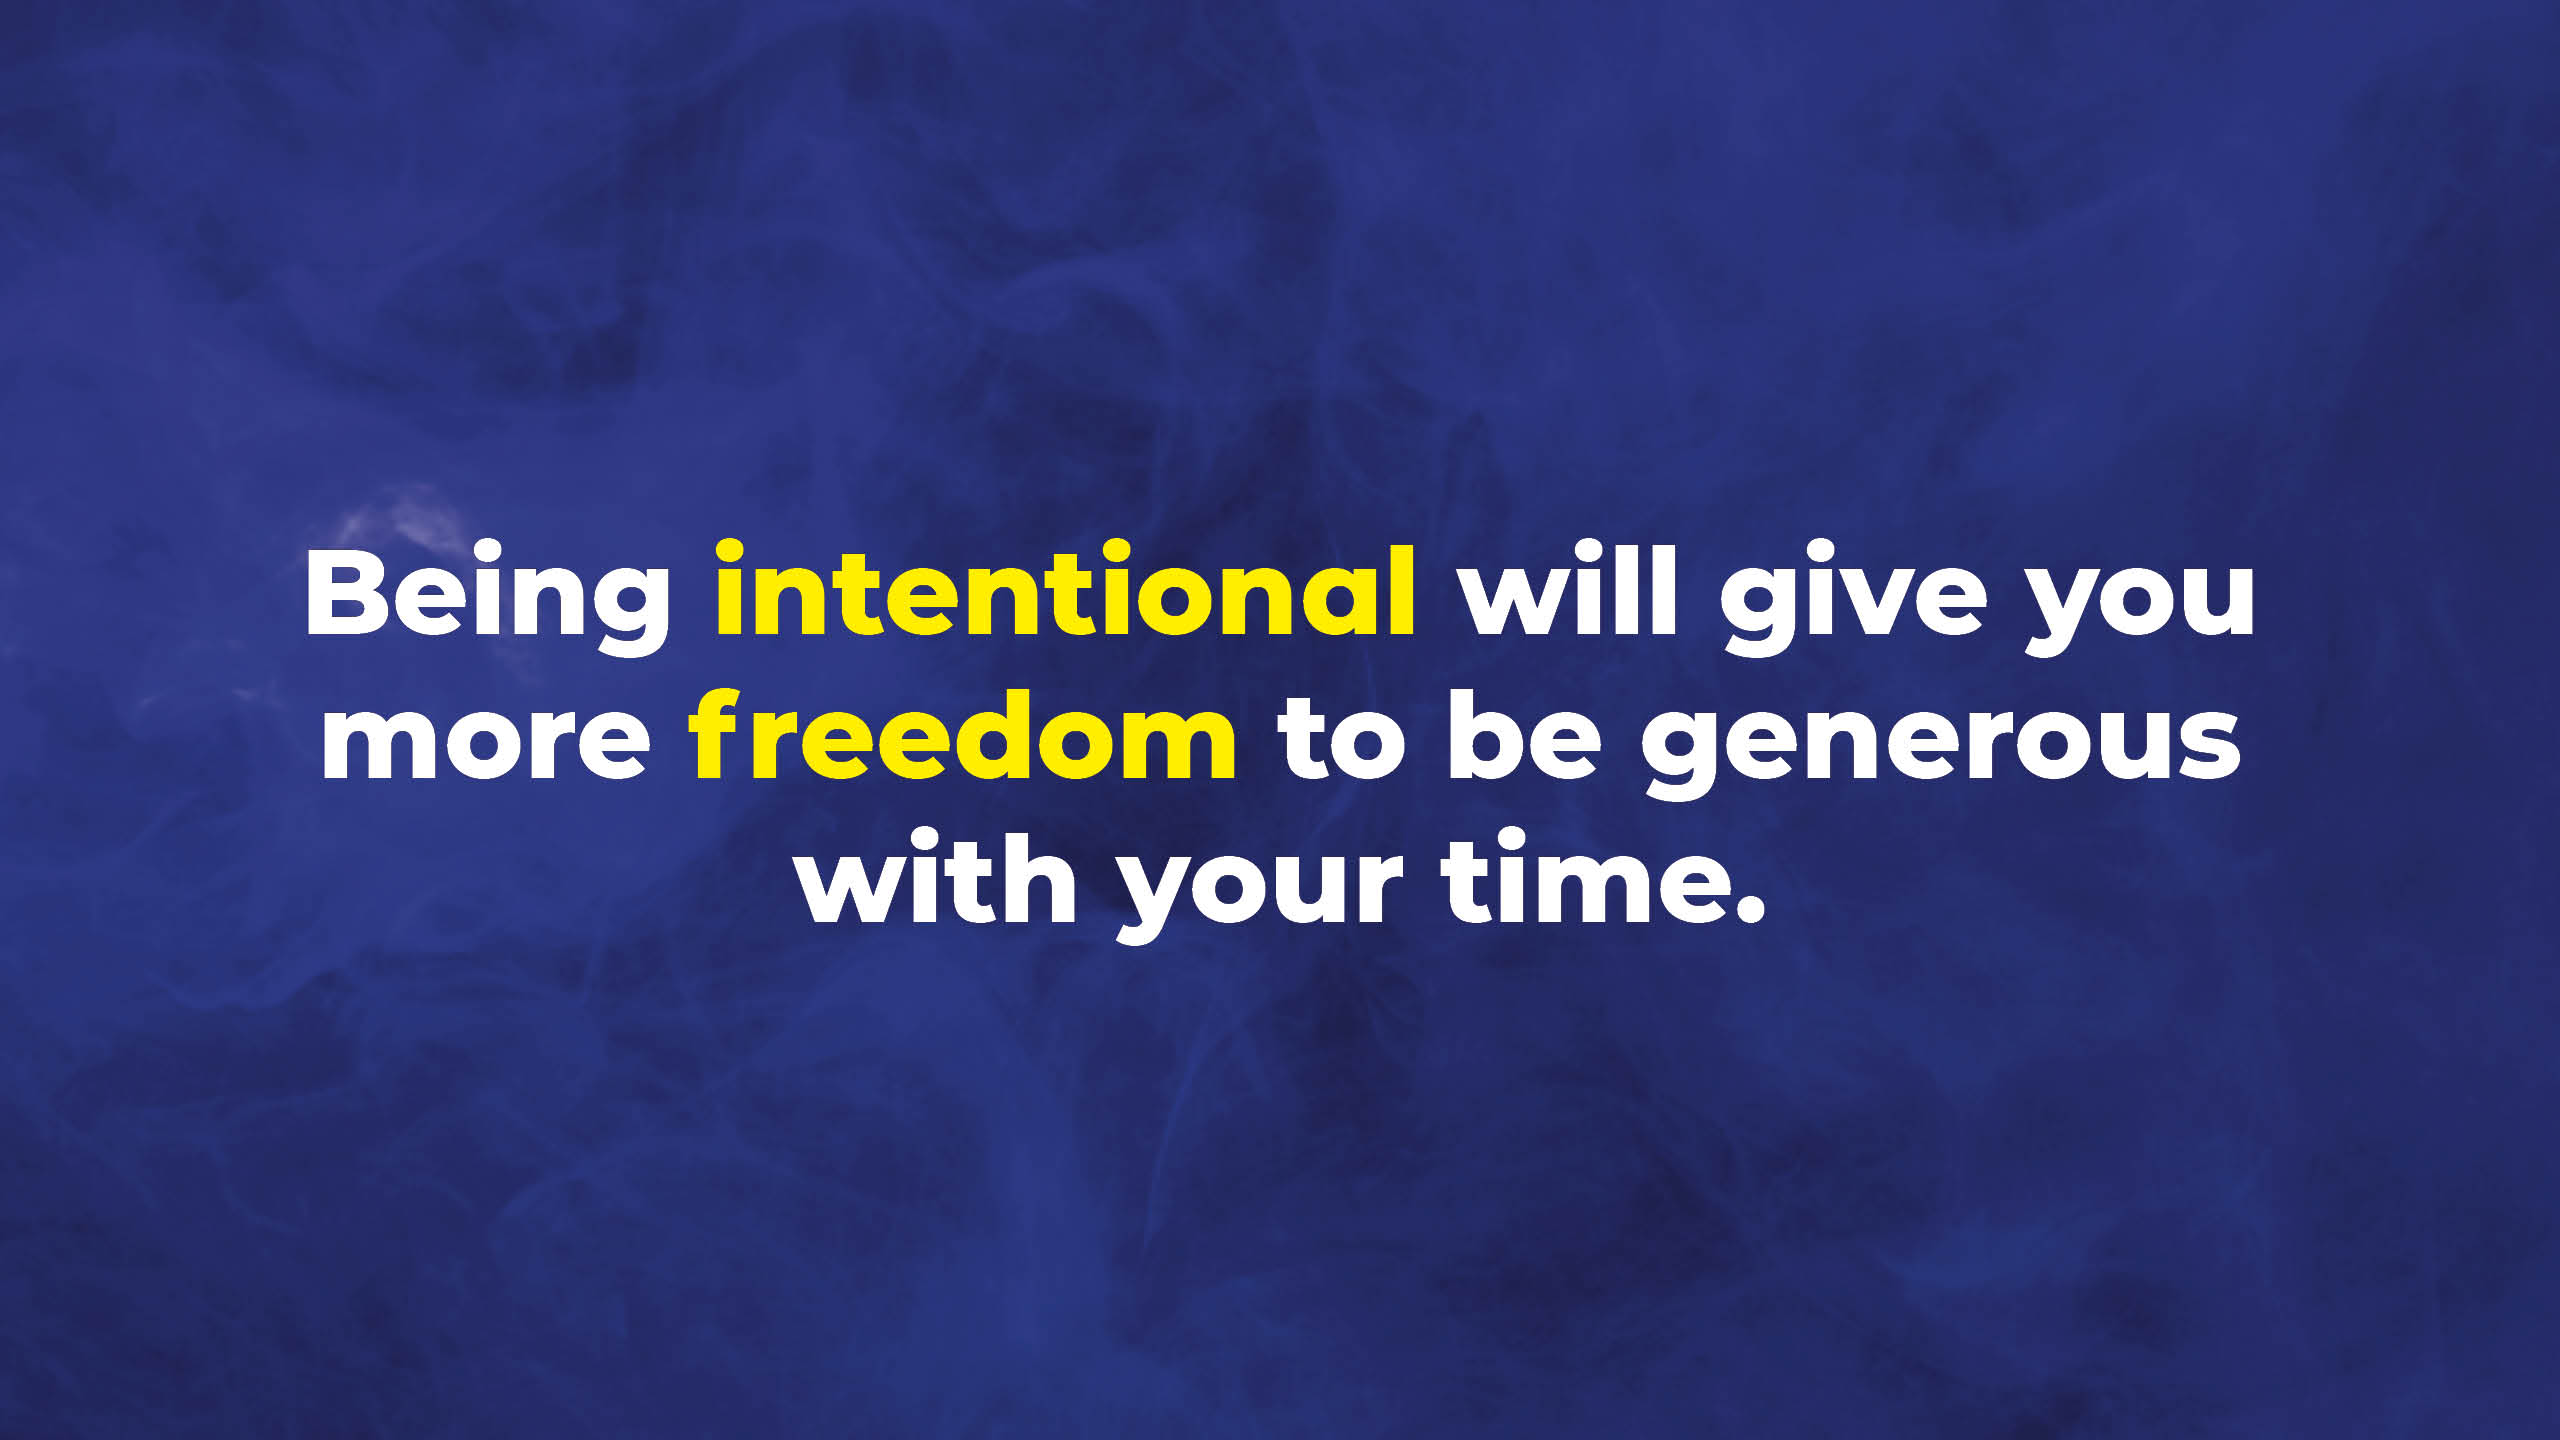 Being intentional will give you
more freedom to be generous
with your time.